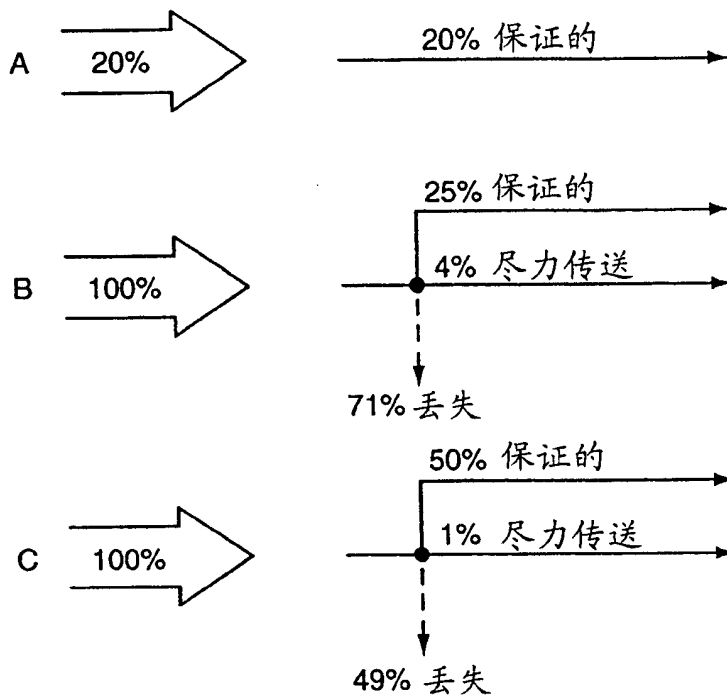 A
20%
20% 保证的
25% 保证的
B
100%
4% 尽力传送
71% 丢失
50% 保证的
C
100%
1% 尽力传送
49% 丢失